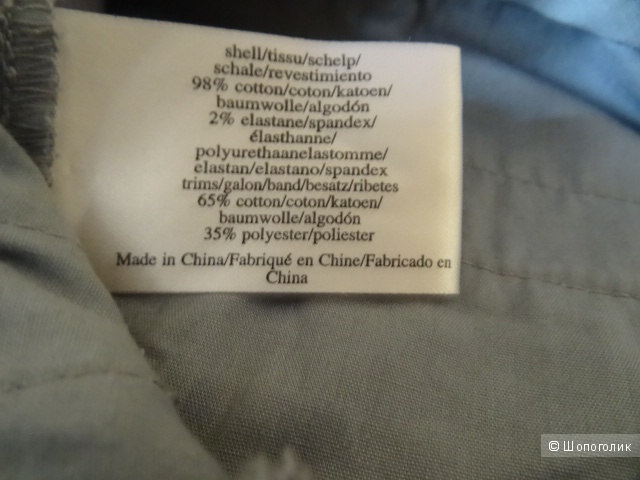 shell/tissu/schelp/
schale/revestimiento
98% cotton/coton/katoen/
baumwolle/algodón
2% elastane/spandex/
élasthanne/
polyurethaanelastomme/
elastan/elastano/spandex
trims/galon/band/besatz/ribetes
65% cotton/coton/katoen/
baumwolle/algodón
35% polyester/poliester
Made in China/Fabriqué en Chine/Fabricado en
China
© Шопоголик